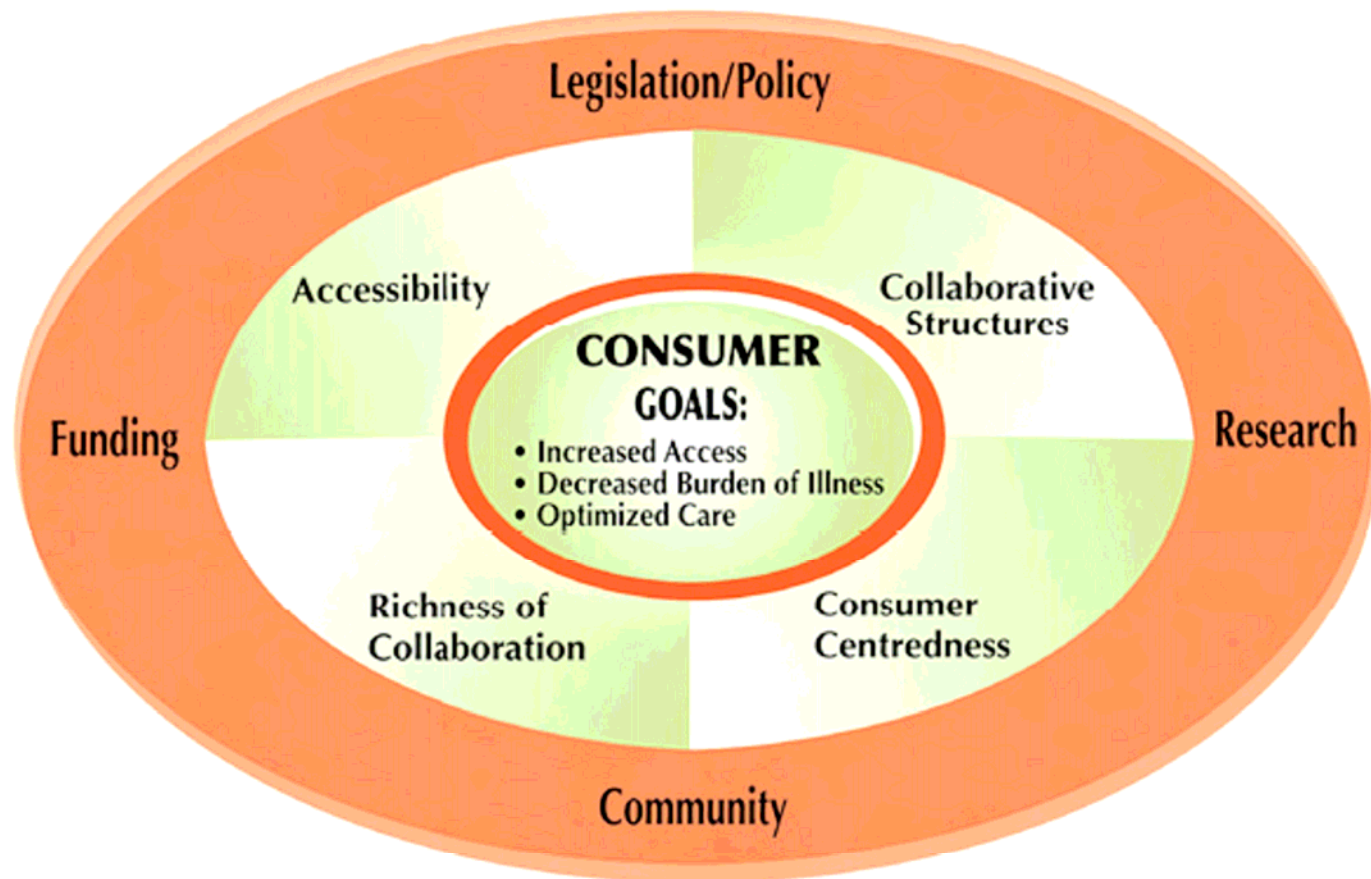 Legislation/Policy
Accessibility
Collaborative
Structures
CONSUMER
GOALS:
• Increased Access
• Decreased Burden of Illness
• Optimized Care
Funding
Research
Richness of
Collaboration
Consumer
Centredness
Community